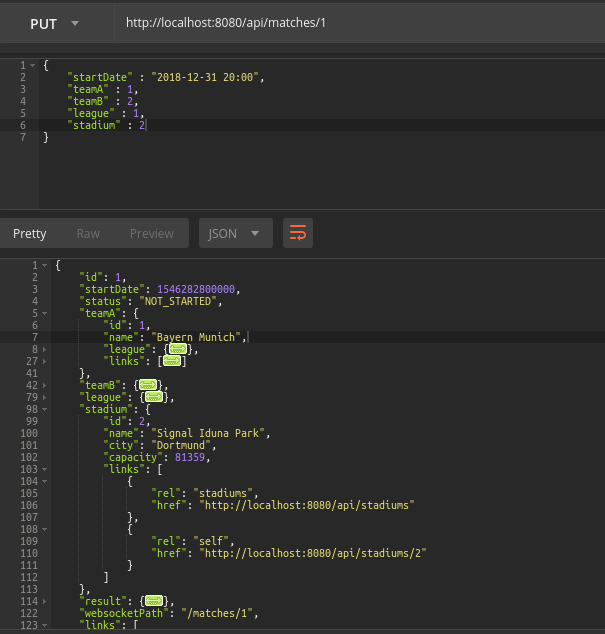 PUT http://localhost:8080/api/matches/1
1 {
2 "startDate" : "2018-12-31 20:00",
3 "teamA" : 1,
4 "teamB" : 2,
5 "league" : 1,
6 "stadium" : 2
7 }
Pretty Raw Preview JSON
1 {
2 "id": 1,
3 "startDate": 1546282800000,
4 "status": "NOT_STARTED",
5 "teamA": {
6 "id": 1,
7 "name": "Bayern Munich",
8 "league": {},
27 "links": []
41 },
42 "teamB": {},
79 "league": {},
98 "stadium": {
99 "id": 2,
100 "name": "Signal Iduna Park",
101 "city": "Dortmund",
102 "capacity": 81359,
103 "links": [
104 {
105 "rel": "stadiums",
106 "href": "http://localhost:8080/api/stadiums"
107 },
108 {
109 "rel": "self",
110 "href": "http://localhost:8080/api/stadiums/2"
111 }
112 ]
113 },
114 "result": {},
122 "websocketPath": "/matches/1",
123 "links": [